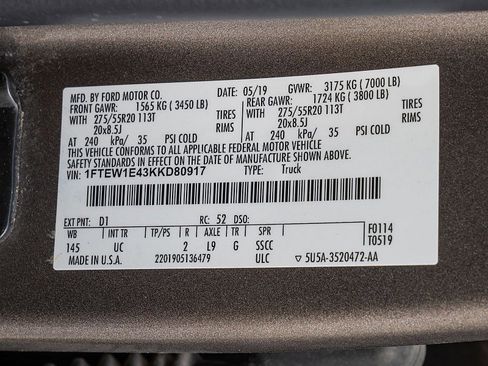 MFD. BY FORD MOTOR CO. 05/19 GVWR: 3175 KG (7000 LB)
FRONT GAWR: 1565 KG (3450 LB) REAR GAWR: 1724 KG (3800 LB)
WITH 275/55R20 113T TIRES WITH 275/55R20 113T TIRES
20x8.5J RIMS 20x8.5J RIMS
AT 240 kPa/ 35 PSI COLD AT 240 kPa/ 35 PSI COLD
THIS VEHICLE CONFORMS TO ALL APPLICABLE FEDERAL MOTOR VEHICLE
SAFETY STANDARDS IN EFFECT ON THE DATE OF MANUFACTURE SHOWN ABOVE.
VIN: 1FTEW1E43KKD80917 TYPE: Truck
EXT PNT: D1 RC: 52 DSO: F0114
WB INT TR TP/PS R AXLE TR SPR T0519
145 UC 2 L9 G SSCC
MADE IN U.S.A. 2201905136479 ULC ▽ 5U5A-3520472-AA